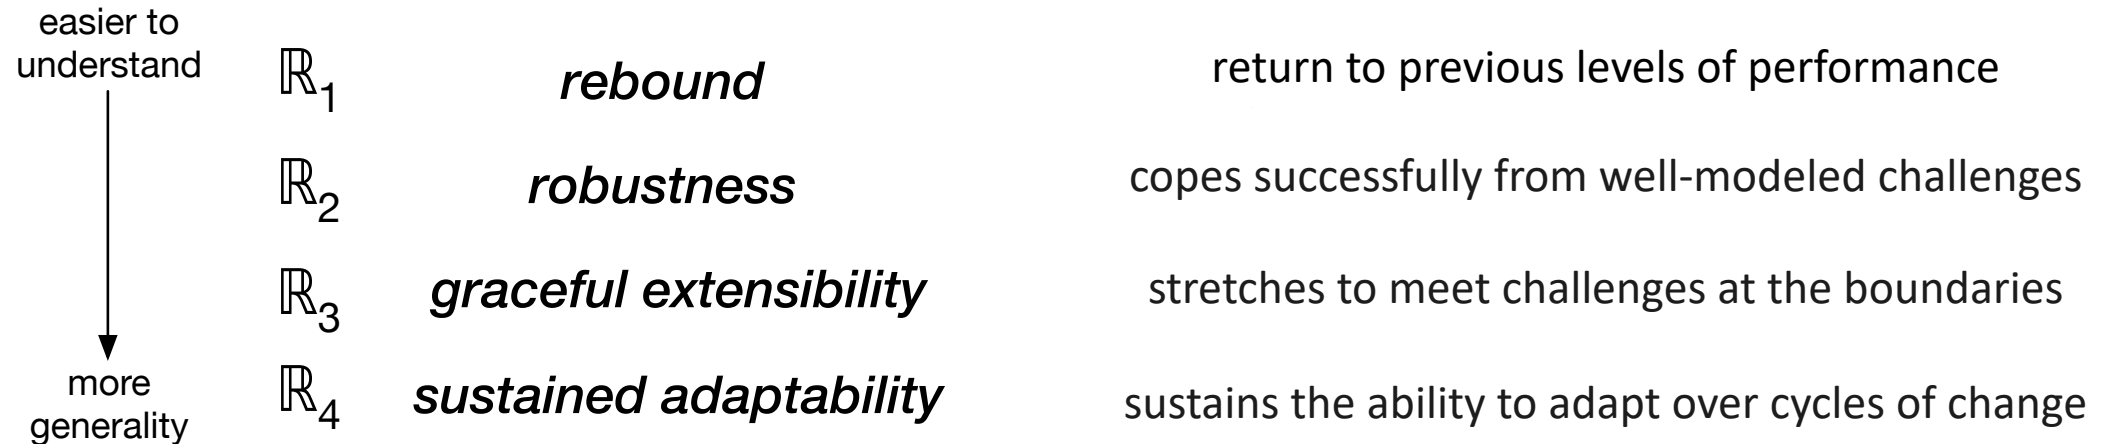 easier to
understand
ℝ1 rebound return to previous levels of performance
ℝ2 robustness copes successfully from well-modeled challenges
ℝ3 graceful extensibility stretches to meet challenges at the boundaries
ℝ4 sustained adaptability sustains the ability to adapt over cycles of change
more
generality